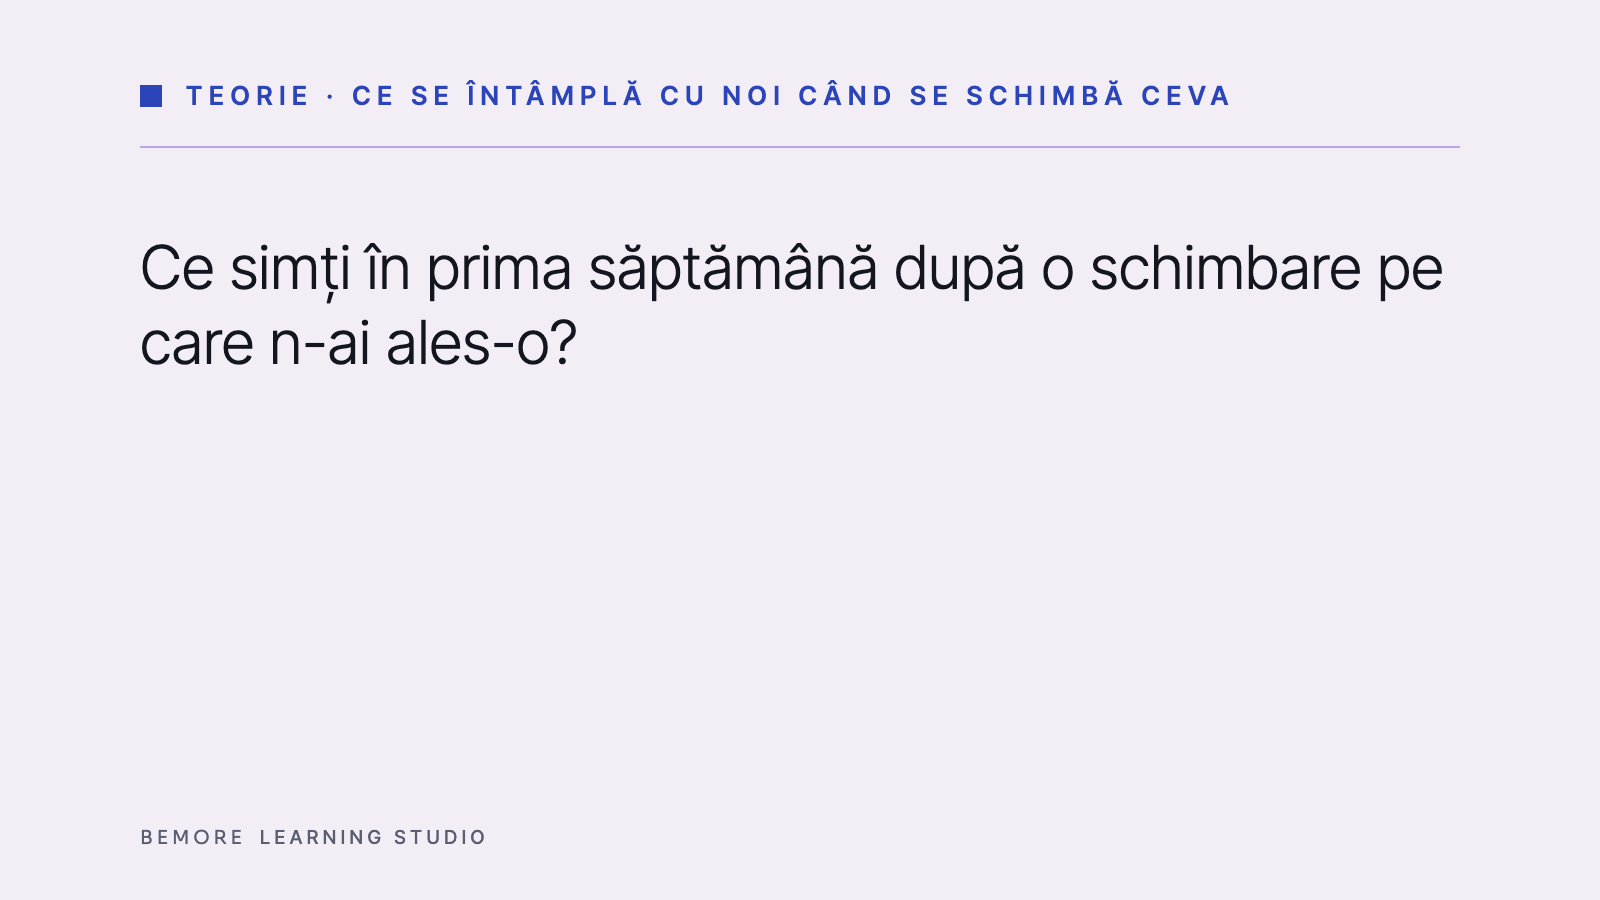 TEORIE · CE SE ÎNTÂMPLĂ CU NOI CÂND SE SCHIMBĂ CEVA
Ce simți în prima săptămână după o schimbare pe
care n-ai ales-o?
BEMORE LEARNING STUDIO